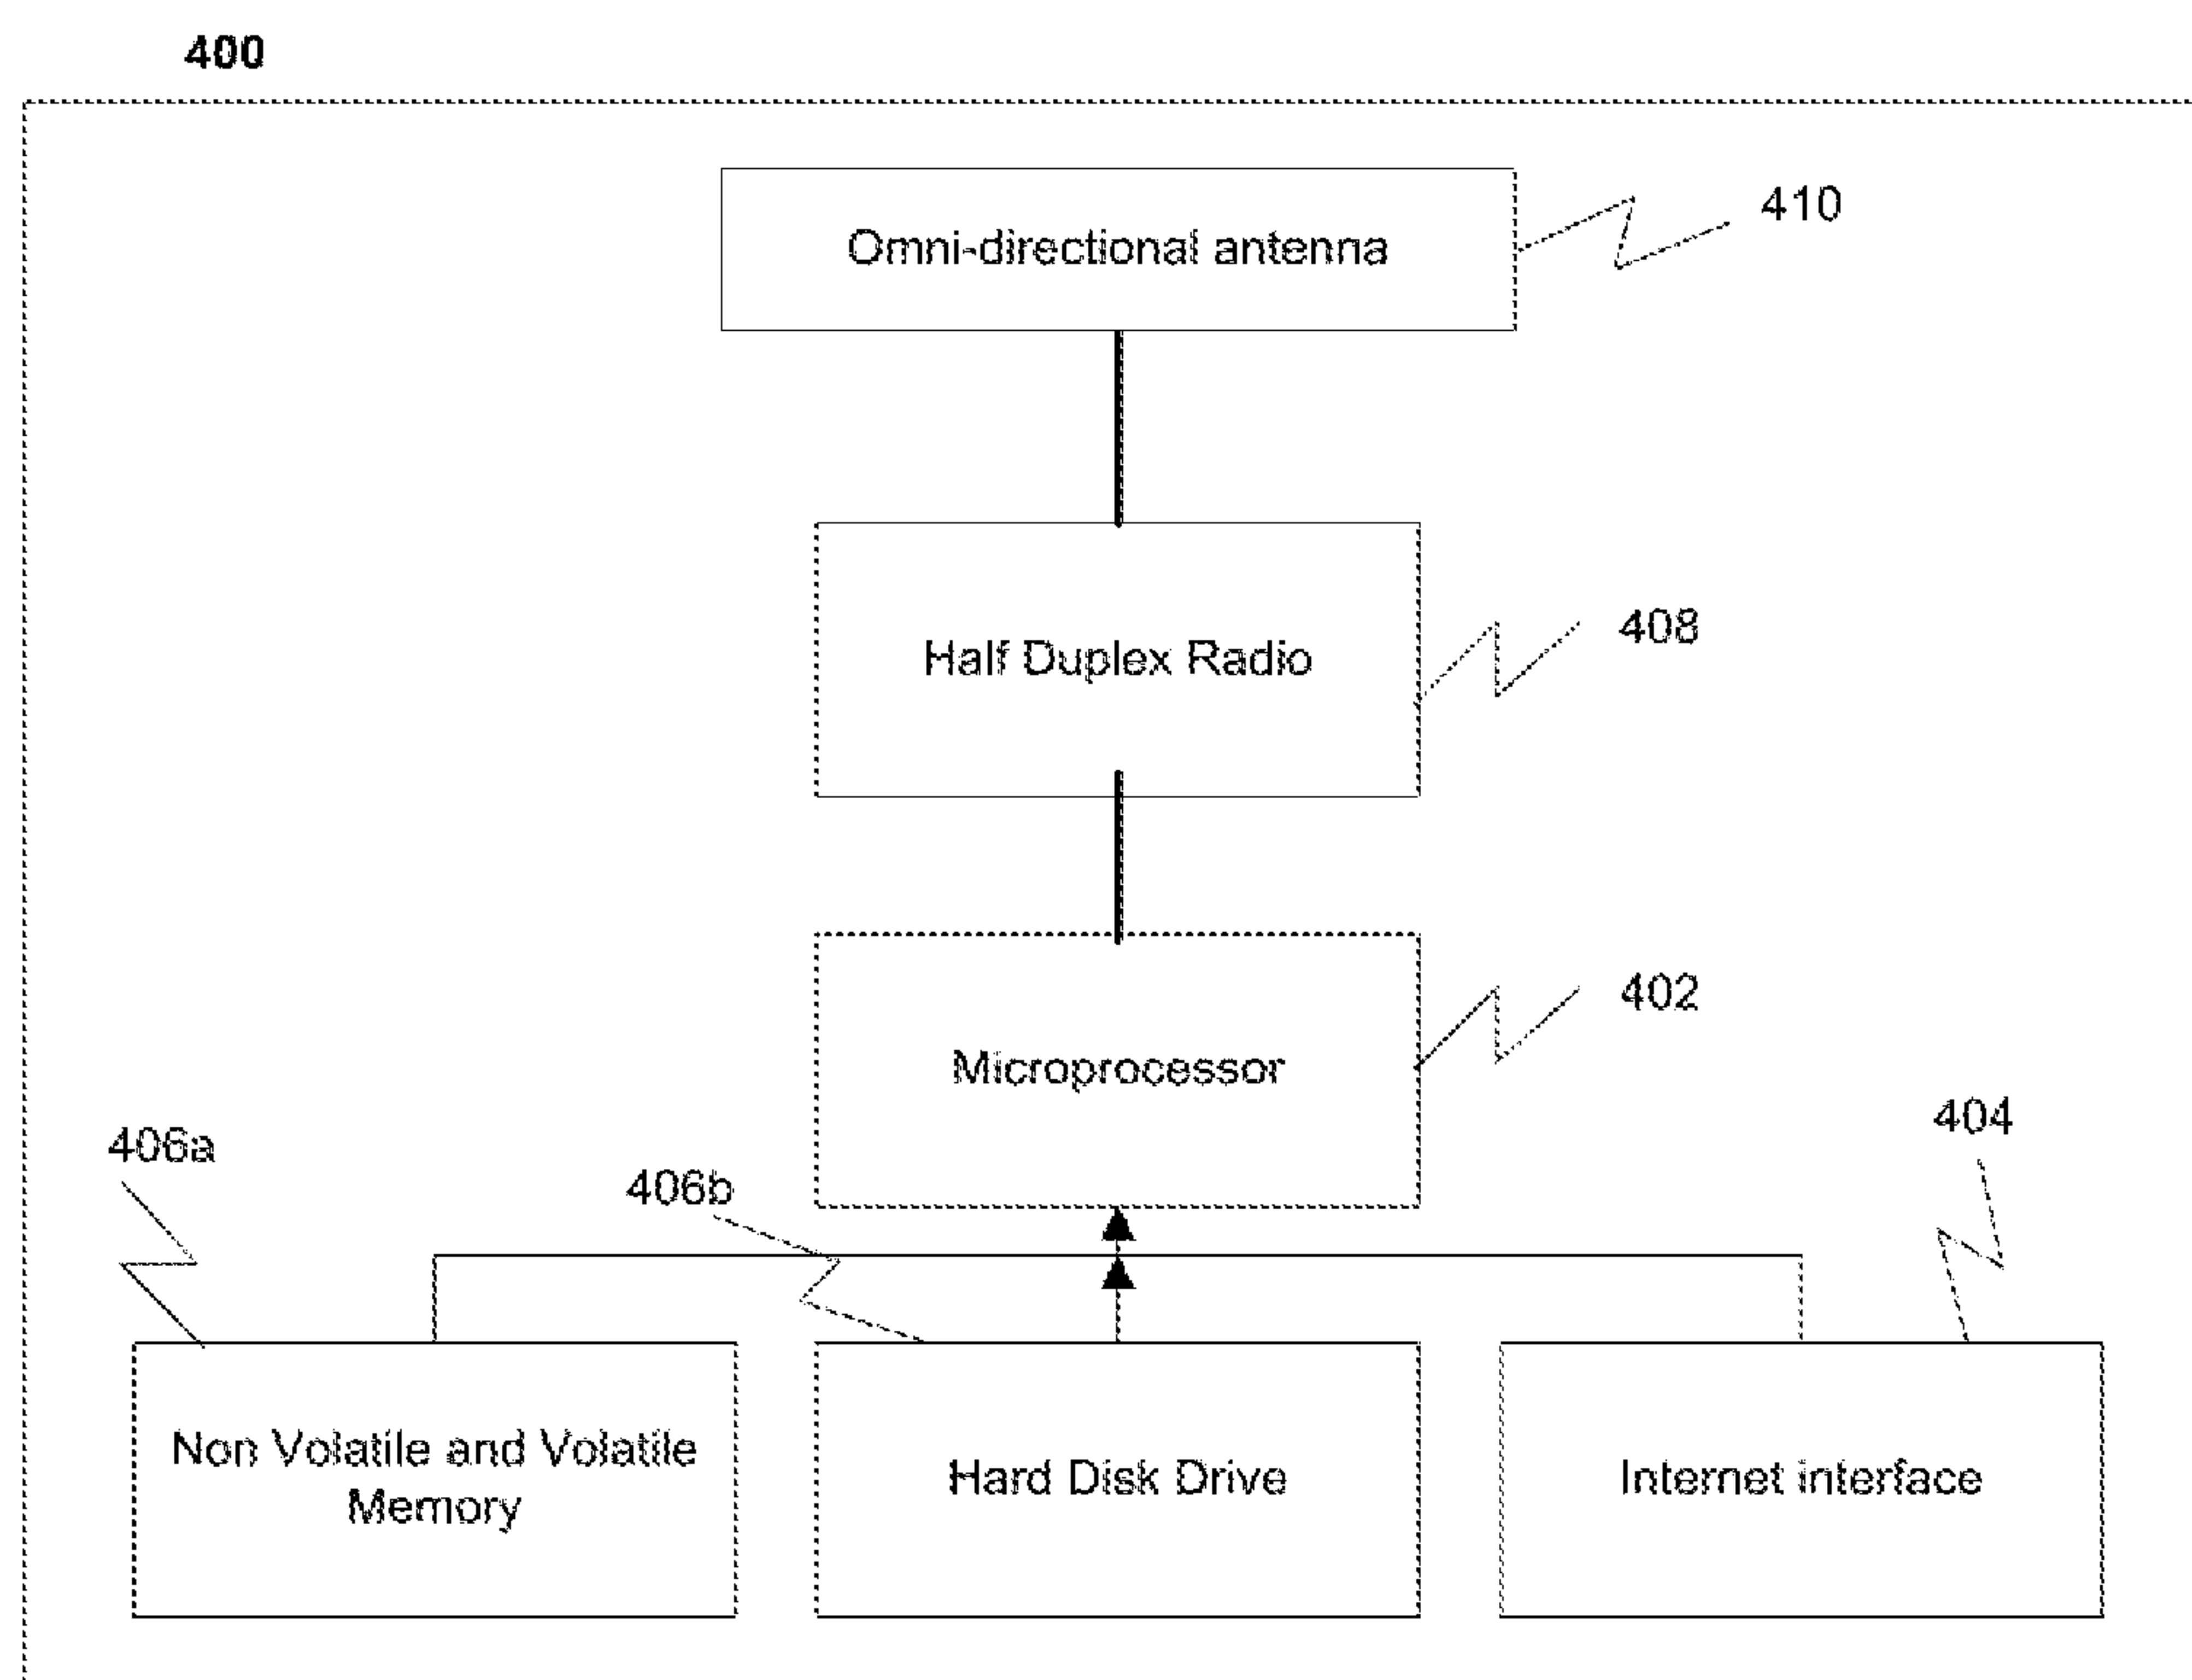 400
Omni-directional antenna
410
Half Duplex Radio
408
Microprocessor
402
404
406a
406b
Non Volatile and Volatile
Memory
Hard Disk Drive
Internet interface